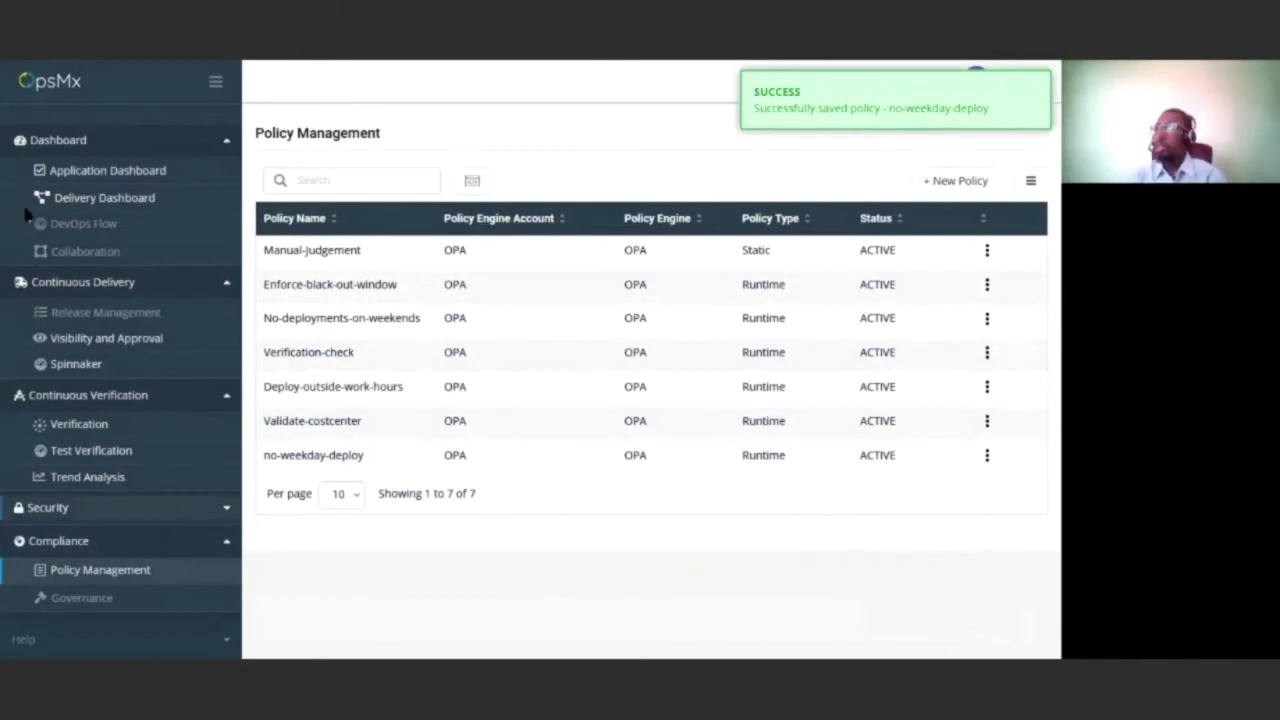 OpsMx
Dashboard
Application Dashboard
Delivery Dashboard
DevOps Flow
Collaboration
Continuous Delivery
Release Management
Visibility and Approval
Spinnaker
Continuous Verification
Verification
Test Verification
Trend Analysis
Security
Compliance
Policy Management
Governance
Help
SUCCESS
Successfully saved policy - no-weekday-deploy
Policy Management
Search
+ New Policy
Policy Name Policy Engine Account Policy Engine Policy Type Status
Manual-Judgement OPA OPA Static ACTIVE
Enforce-black-out-window OPA OPA Runtime ACTIVE
No-deployments-on-weekends OPA OPA Runtime ACTIVE
Verification-check OPA OPA Runtime ACTIVE
Deploy-outside-work-hours OPA OPA Runtime ACTIVE
Validate-costcenter OPA OPA Runtime ACTIVE
no-weekday-deploy OPA OPA Runtime ACTIVE
Per page 10 Showing 1 to 7 of 7